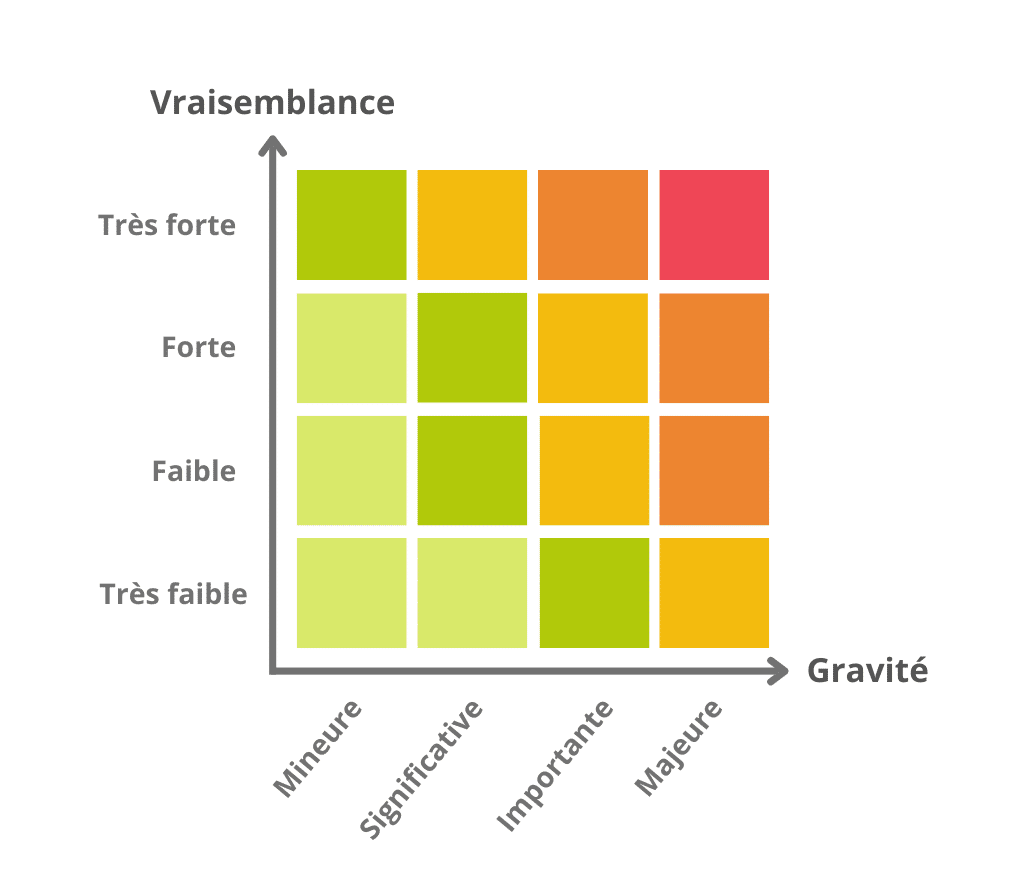 Vraisemblance
Très forte
Forte
Faible
Très faible
Gravité
Mineure
Significative
Importante
Majeure